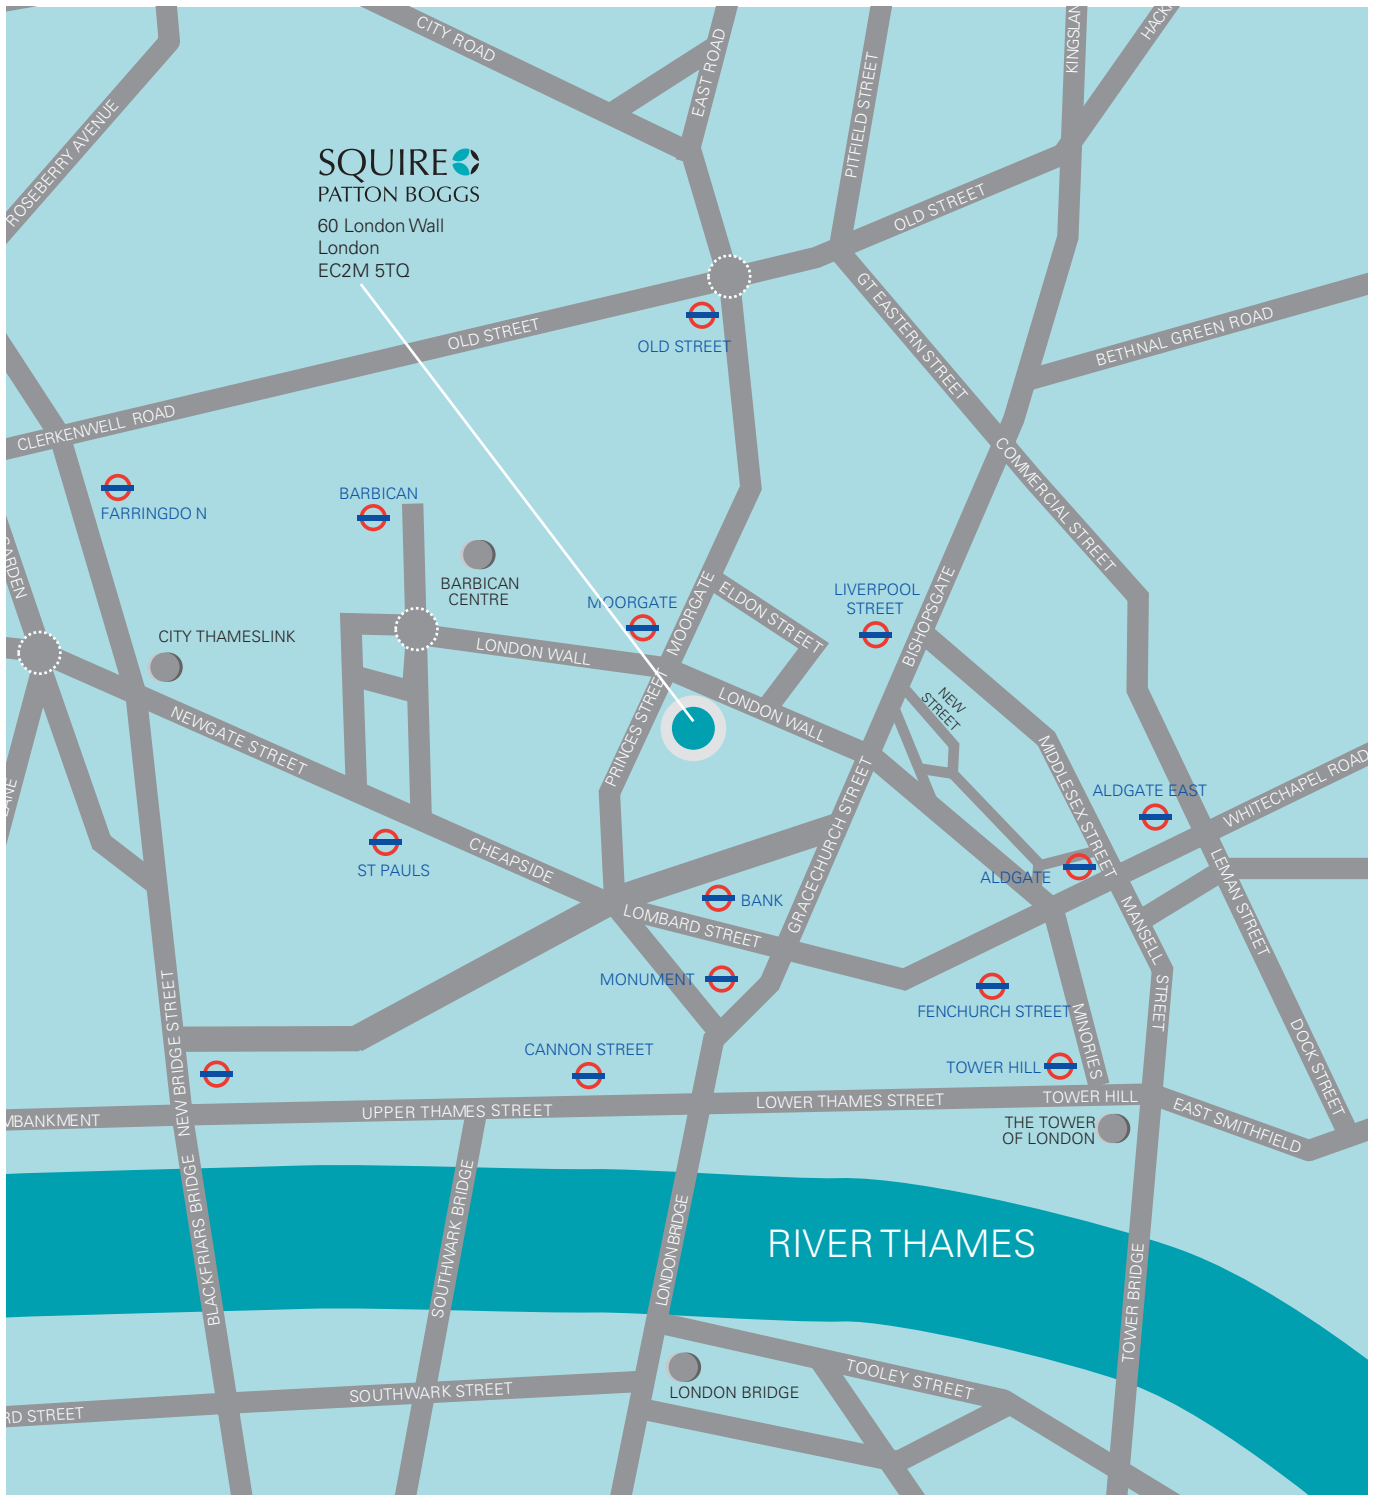 CITY ROAD
EAST ROAD
PITFIELD STREET
ROSEBERRY AVENUE
SQUIRE
PATTON BOGGS
60 London Wall
London
EC2M 5TQ
OLD STREET
GT EASTERN STREET
BETHNAL GREEN ROAD
OLD STREET
OLD STREET
CLERKENWELL ROAD
COMMERCIAL STREET
FARRINGDO N
BARBICAN
BARBICAN
CENTRE
MOORGATE
MOORGATE
ELDON STREET
LIVERPOOL
STREET
BISHOPSGATE
CITY THAMESLINK
LONDON WALL
LONDON WALL
NEW
STREET
NEWGATE STREET
PRINCES STREET
MIDDLESEX STREET
ALDGATE EAST
WHITECHAPEL ROAD
GRACECHURCH STREET
ST PAULS
CHEAPSIDE
ALDGATE
BANK
LOMBARD STREET
LEMAN STREET
MANSELL
STREET
MONUMENT
FENCHURCH STREET
MINORIES
DOCK STREET
NEW BRIDGE STREET
CANNON STREET
TOWER HILL
MBANKMENT
UPPER THAMES STREET
LOWER THAMES STREET
TOWER HILL
EAST SMITHFIELD
THE TOWER
OF LONDON
BLACKFRIARS BRIDGE
SOUTHWARK BRIDGE
LONDON BRIDGE
RIVER THAMES
TOWER BRIDGE
LONDON BRIDGE
TOOLEY STREET
SOUTHWARK STREET
RD STREET
KINGSLAN
HACK
ARDEN
LANE